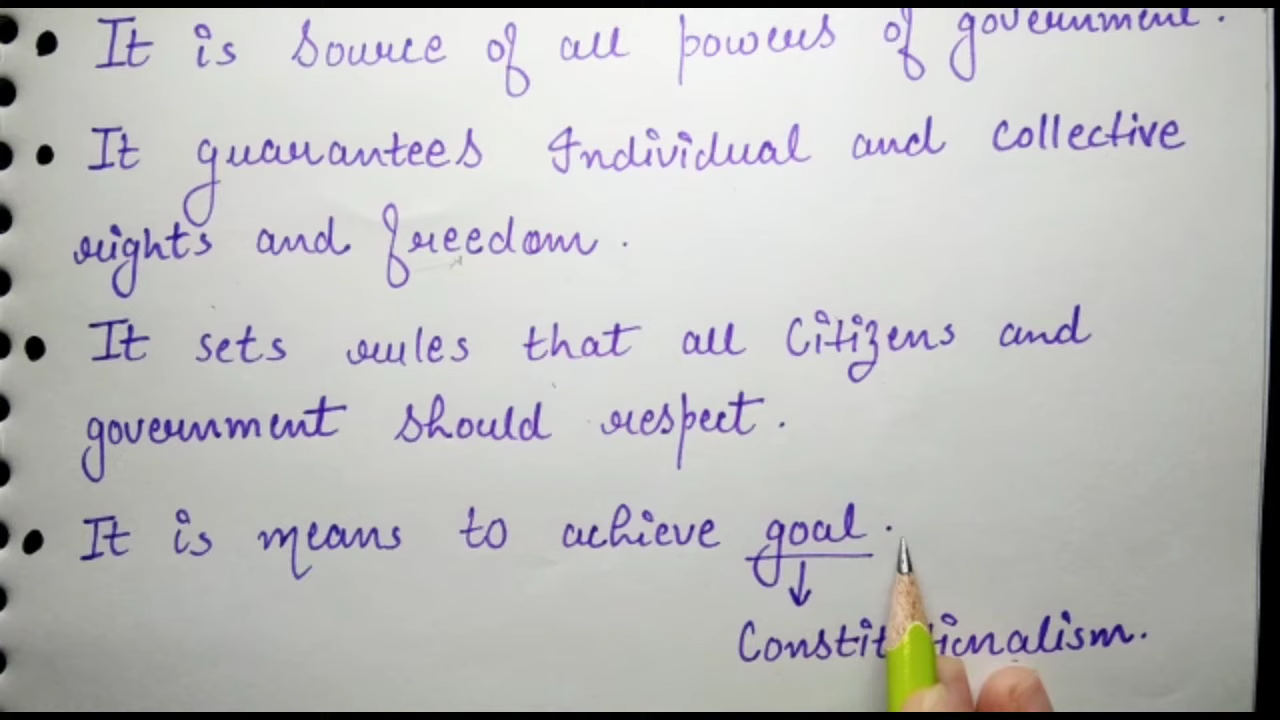 • It is Source of all powers of government.
• It guarantees Individual and collective
rights and freedom.
• It sets rules that all Citizens and
government should respect.
• It is means to achieve goal.
↓
Constitutionalism.